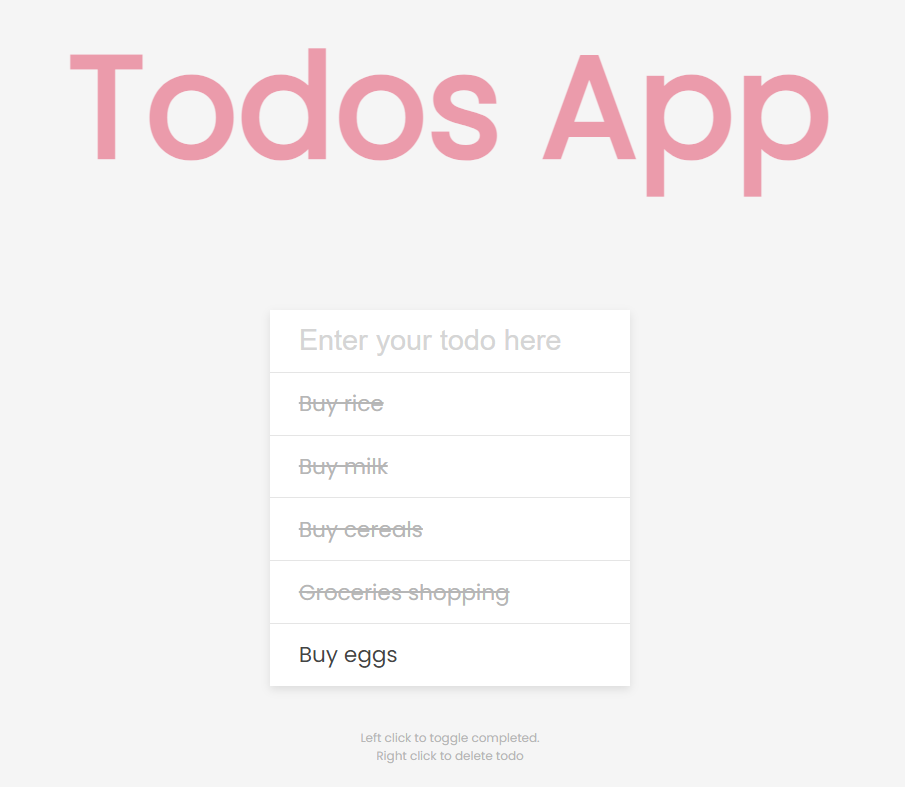 Todos App
Enter your todo here
Buy rice
Buy milk
Buy cereals
Groceries shopping
Buy eggs
Left click to toggle completed.
Right click to delete todo